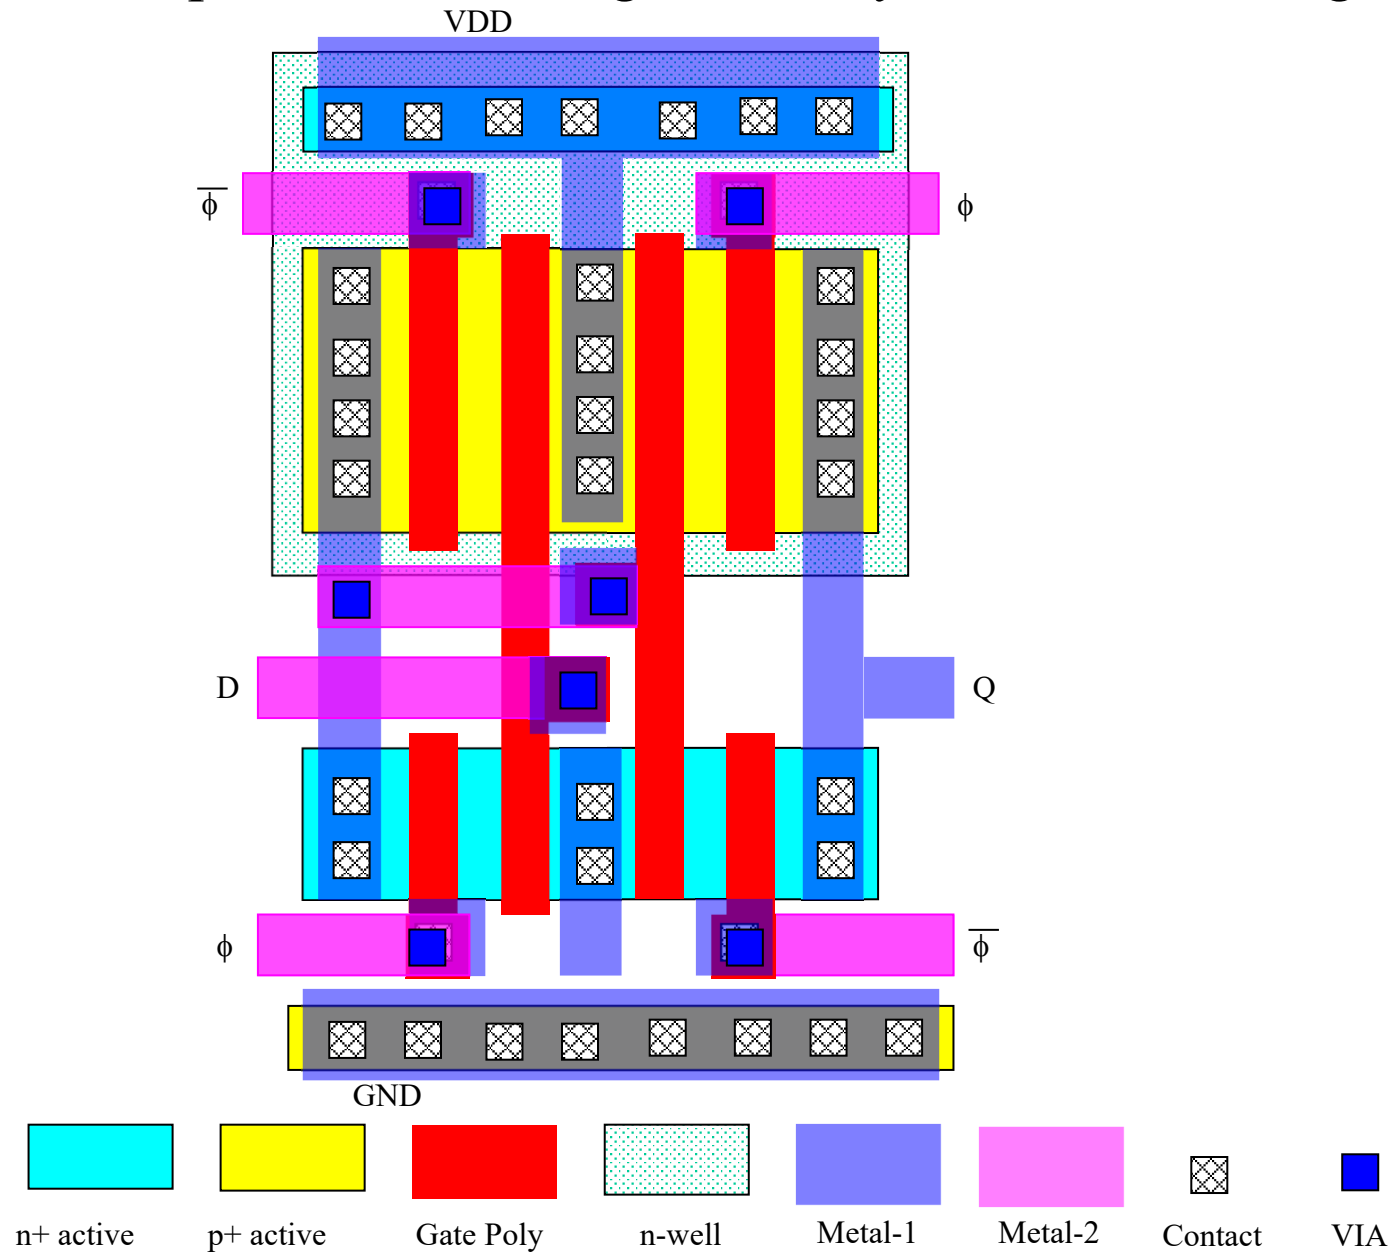 VDD
ϕ̅ ϕ
D Q
ϕ ϕ̅
GND
n+ active p+ active Gate Poly n-well Metal-1 Metal-2 Contact VIA